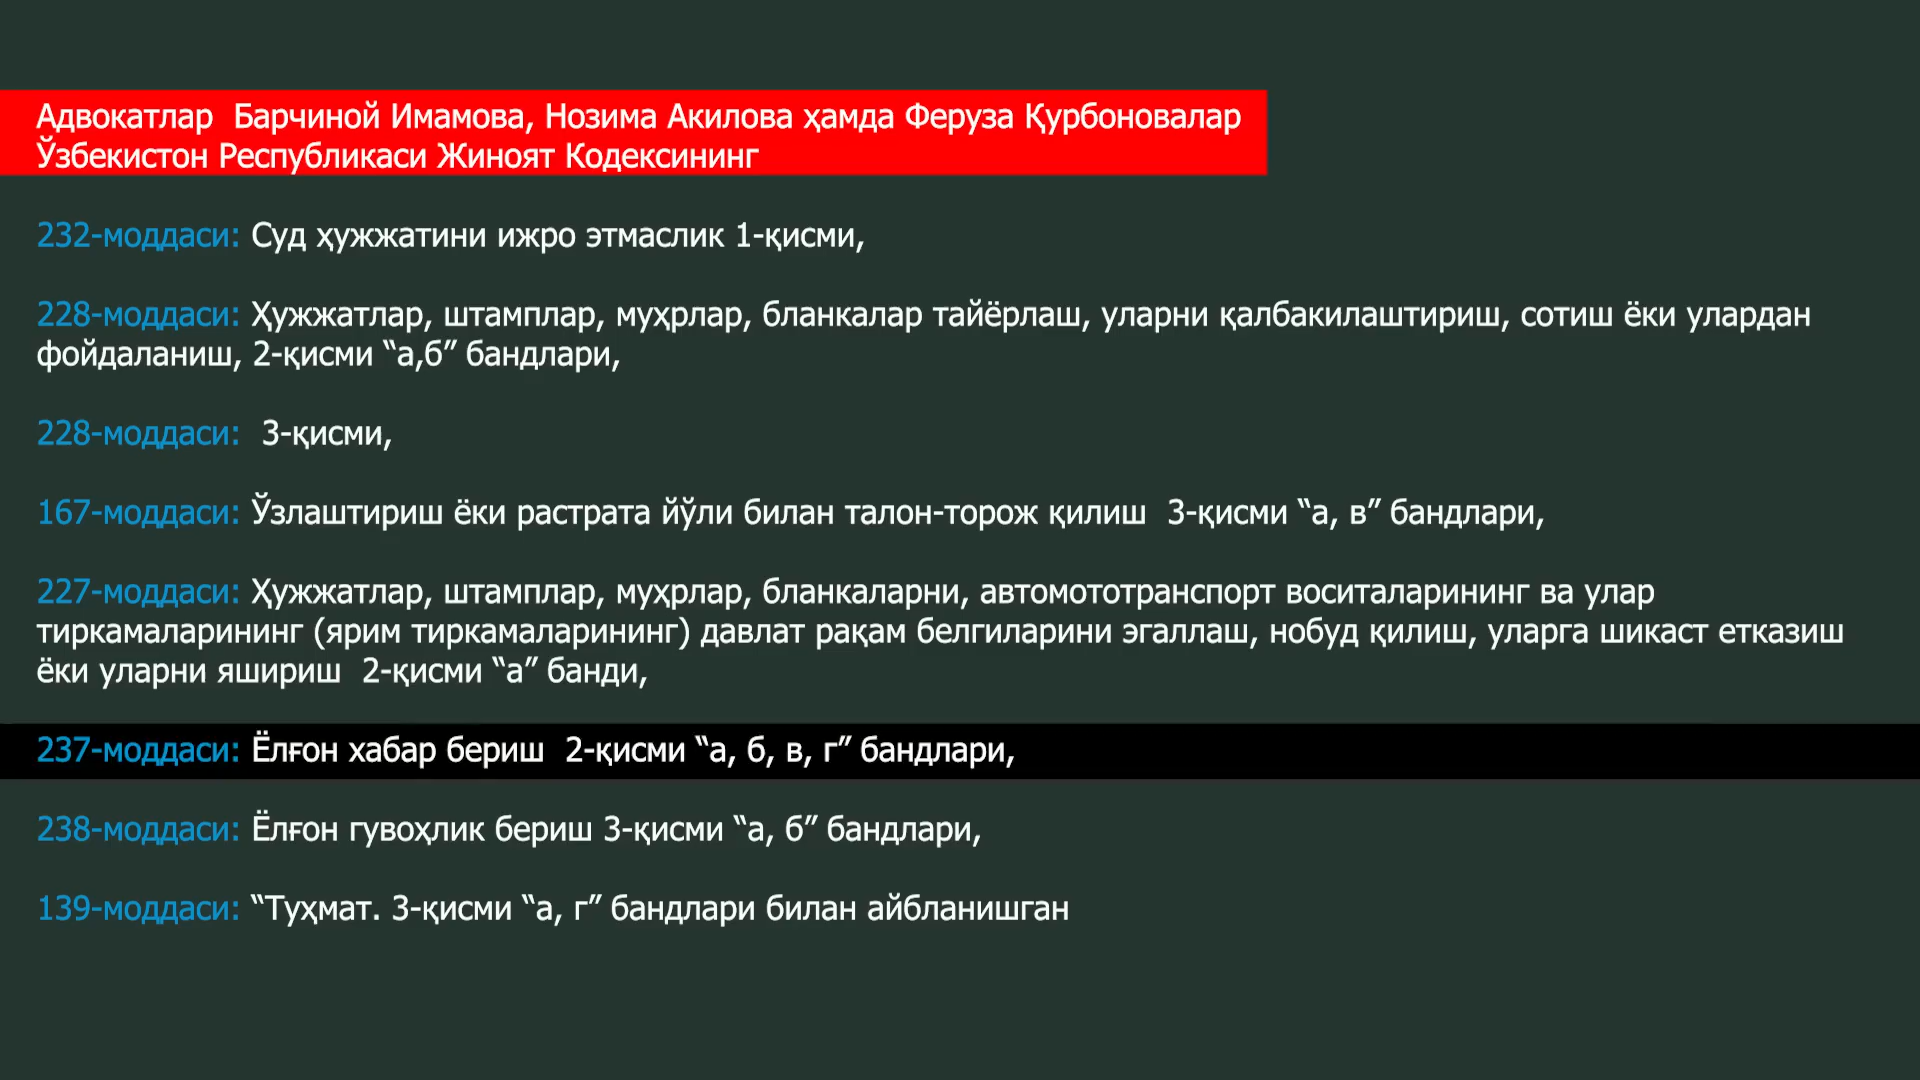 Адвокатлар  Барчиной Имамова, Нозима Акилова ҳамда Феруза Қурбоновалар
Ўзбекистон Республикаси Жиноят Кодексининг
232-моддаси: Суд ҳужжатини ижро этмаслик 1-қисми,
228-моддаси: Ҳужжатлар, штамплар, муҳрлар, бланкалар тайёрлаш, уларни қалбакилаштириш, сотиш ёки улардан
фойдаланиш, 2-қисми “а,б” бандлари,
228-моддаси:  3-қисми,
167-моддаси: Ўзлаштириш ёки растрата йўли билан талон-торож қилиш  3-қисми “а, в” бандлари,
227-моддаси: Ҳужжатлар, штамплар, муҳрлар, бланкаларни, автомототранспорт воситаларининг ва улар
тиркамаларининг (ярим тиркамаларининг) давлат рақам белгиларини эгаллаш, нобуд қилиш, уларга шикаст етказиш
ёки уларни яшириш  2-қисми “а” банди,
237-моддаси: Ёлғон хабар бериш  2-қисми “а, б, в, г” бандлари,
238-моддаси: Ёлғон гувоҳлик бериш 3-қисми “а, б” бандлари,
139-моддаси: “Туҳмат. 3-қисми “а, г” бандлари билан айбланишган